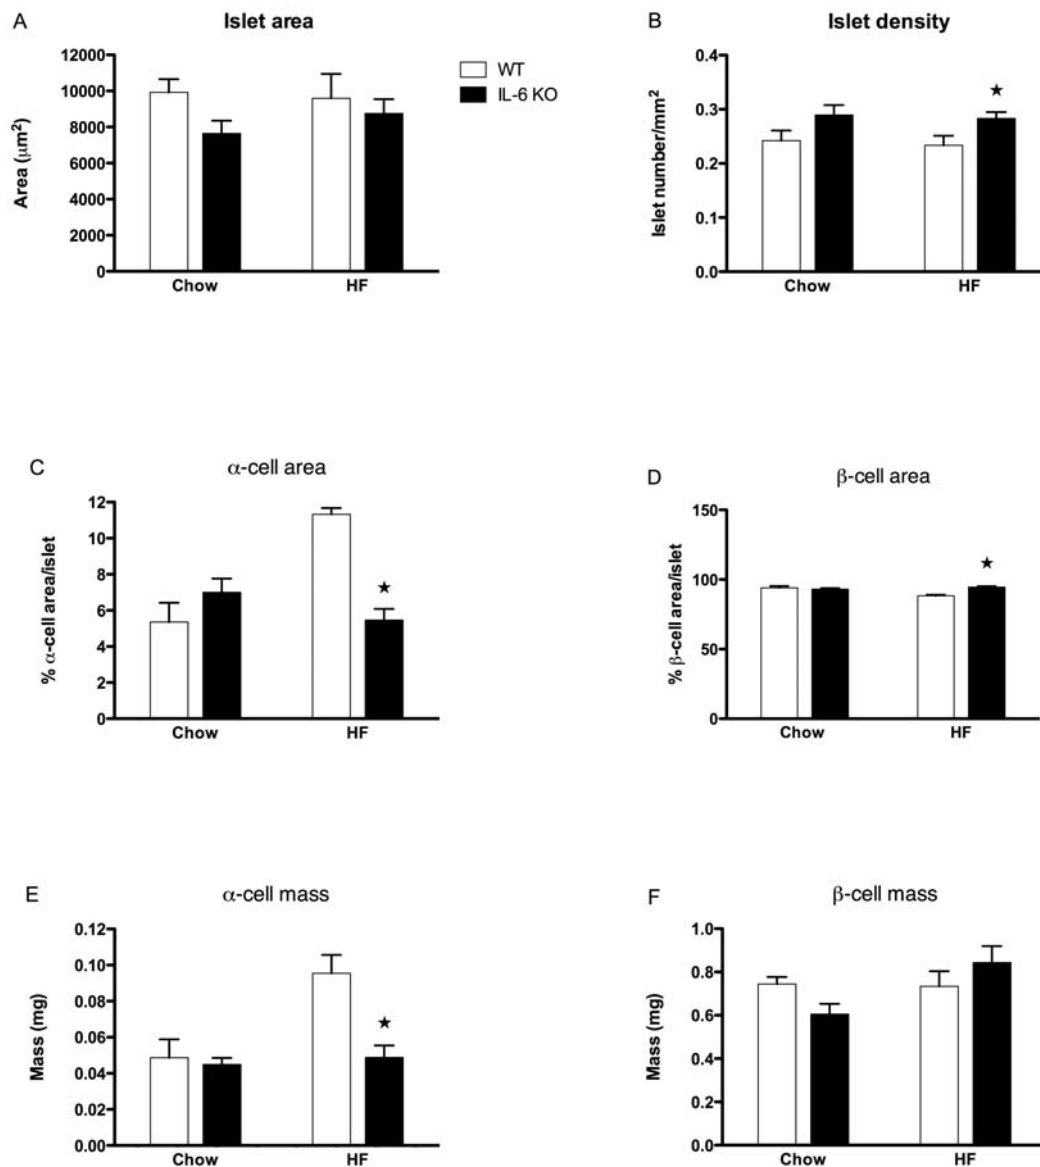 A
Islet area
12000
10000
8000
6000
4000
2000
0
Area (μm²)
Chow
HF
WT
IL-6 KO
B
Islet density
0.4
0.3
0.2
0.1
0.0
Islet number/mm²
Chow
HF
★
C
α-cell area
12
10
8
6
4
2
0
% α-cell area/islet
Chow
HF
★
D
β-cell area
150
100
50
0
% β-cell area/islet
Chow
HF
★
E
α-cell mass
0.12
0.10
0.08
0.06
0.04
0.02
0.00
Mass (mg)
Chow
HF
★
F
β-cell mass
1.0
0.8
0.6
0.4
0.2
0.0
Mass (mg)
Chow
HF